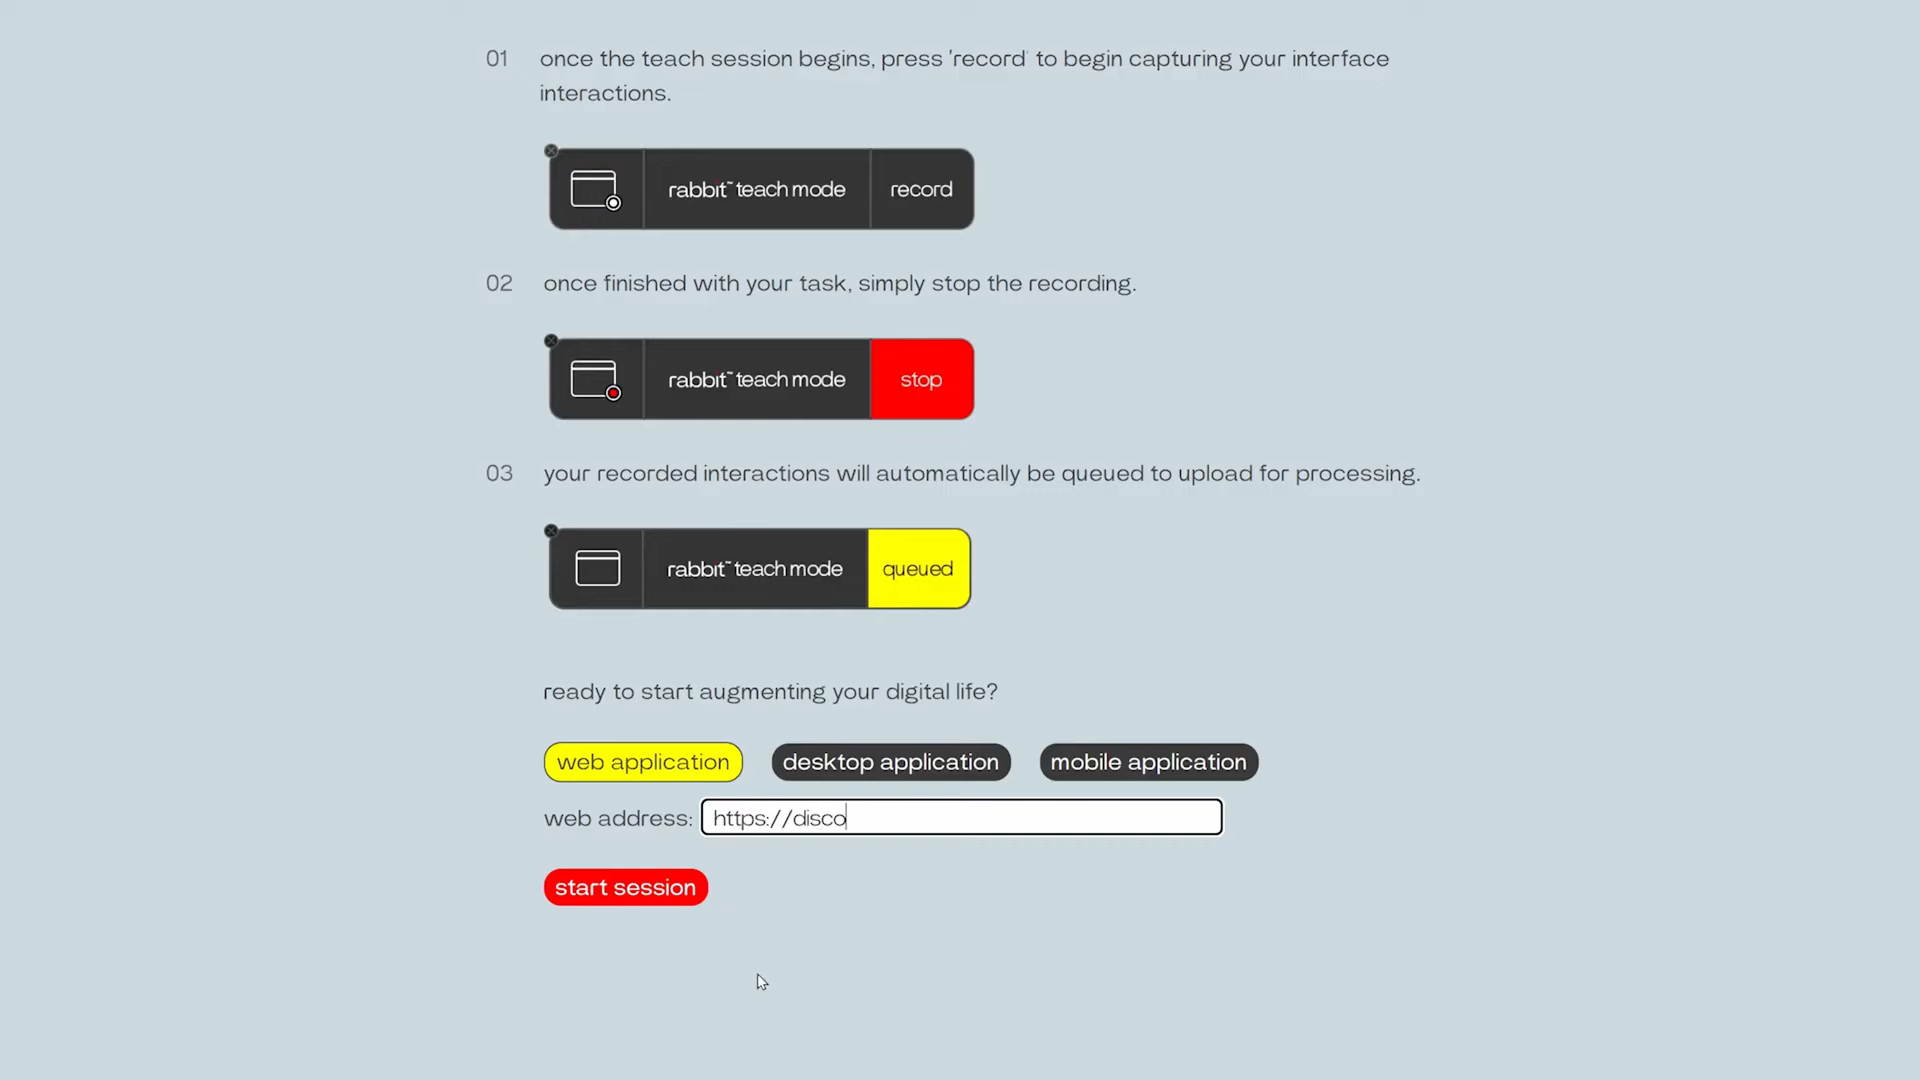 01 once the teach session begins, press 'record' to begin capturing your interface
interactions.
rabbit™ teach mode record
02 once finished with your task, simply stop the recording.
rabbit™ teach mode stop
03 your recorded interactions will automatically be queued to upload for processing.
rabbit™ teach mode queued
ready to start augmenting your digital life?
web application desktop application mobile application
web address: https://disco
start session